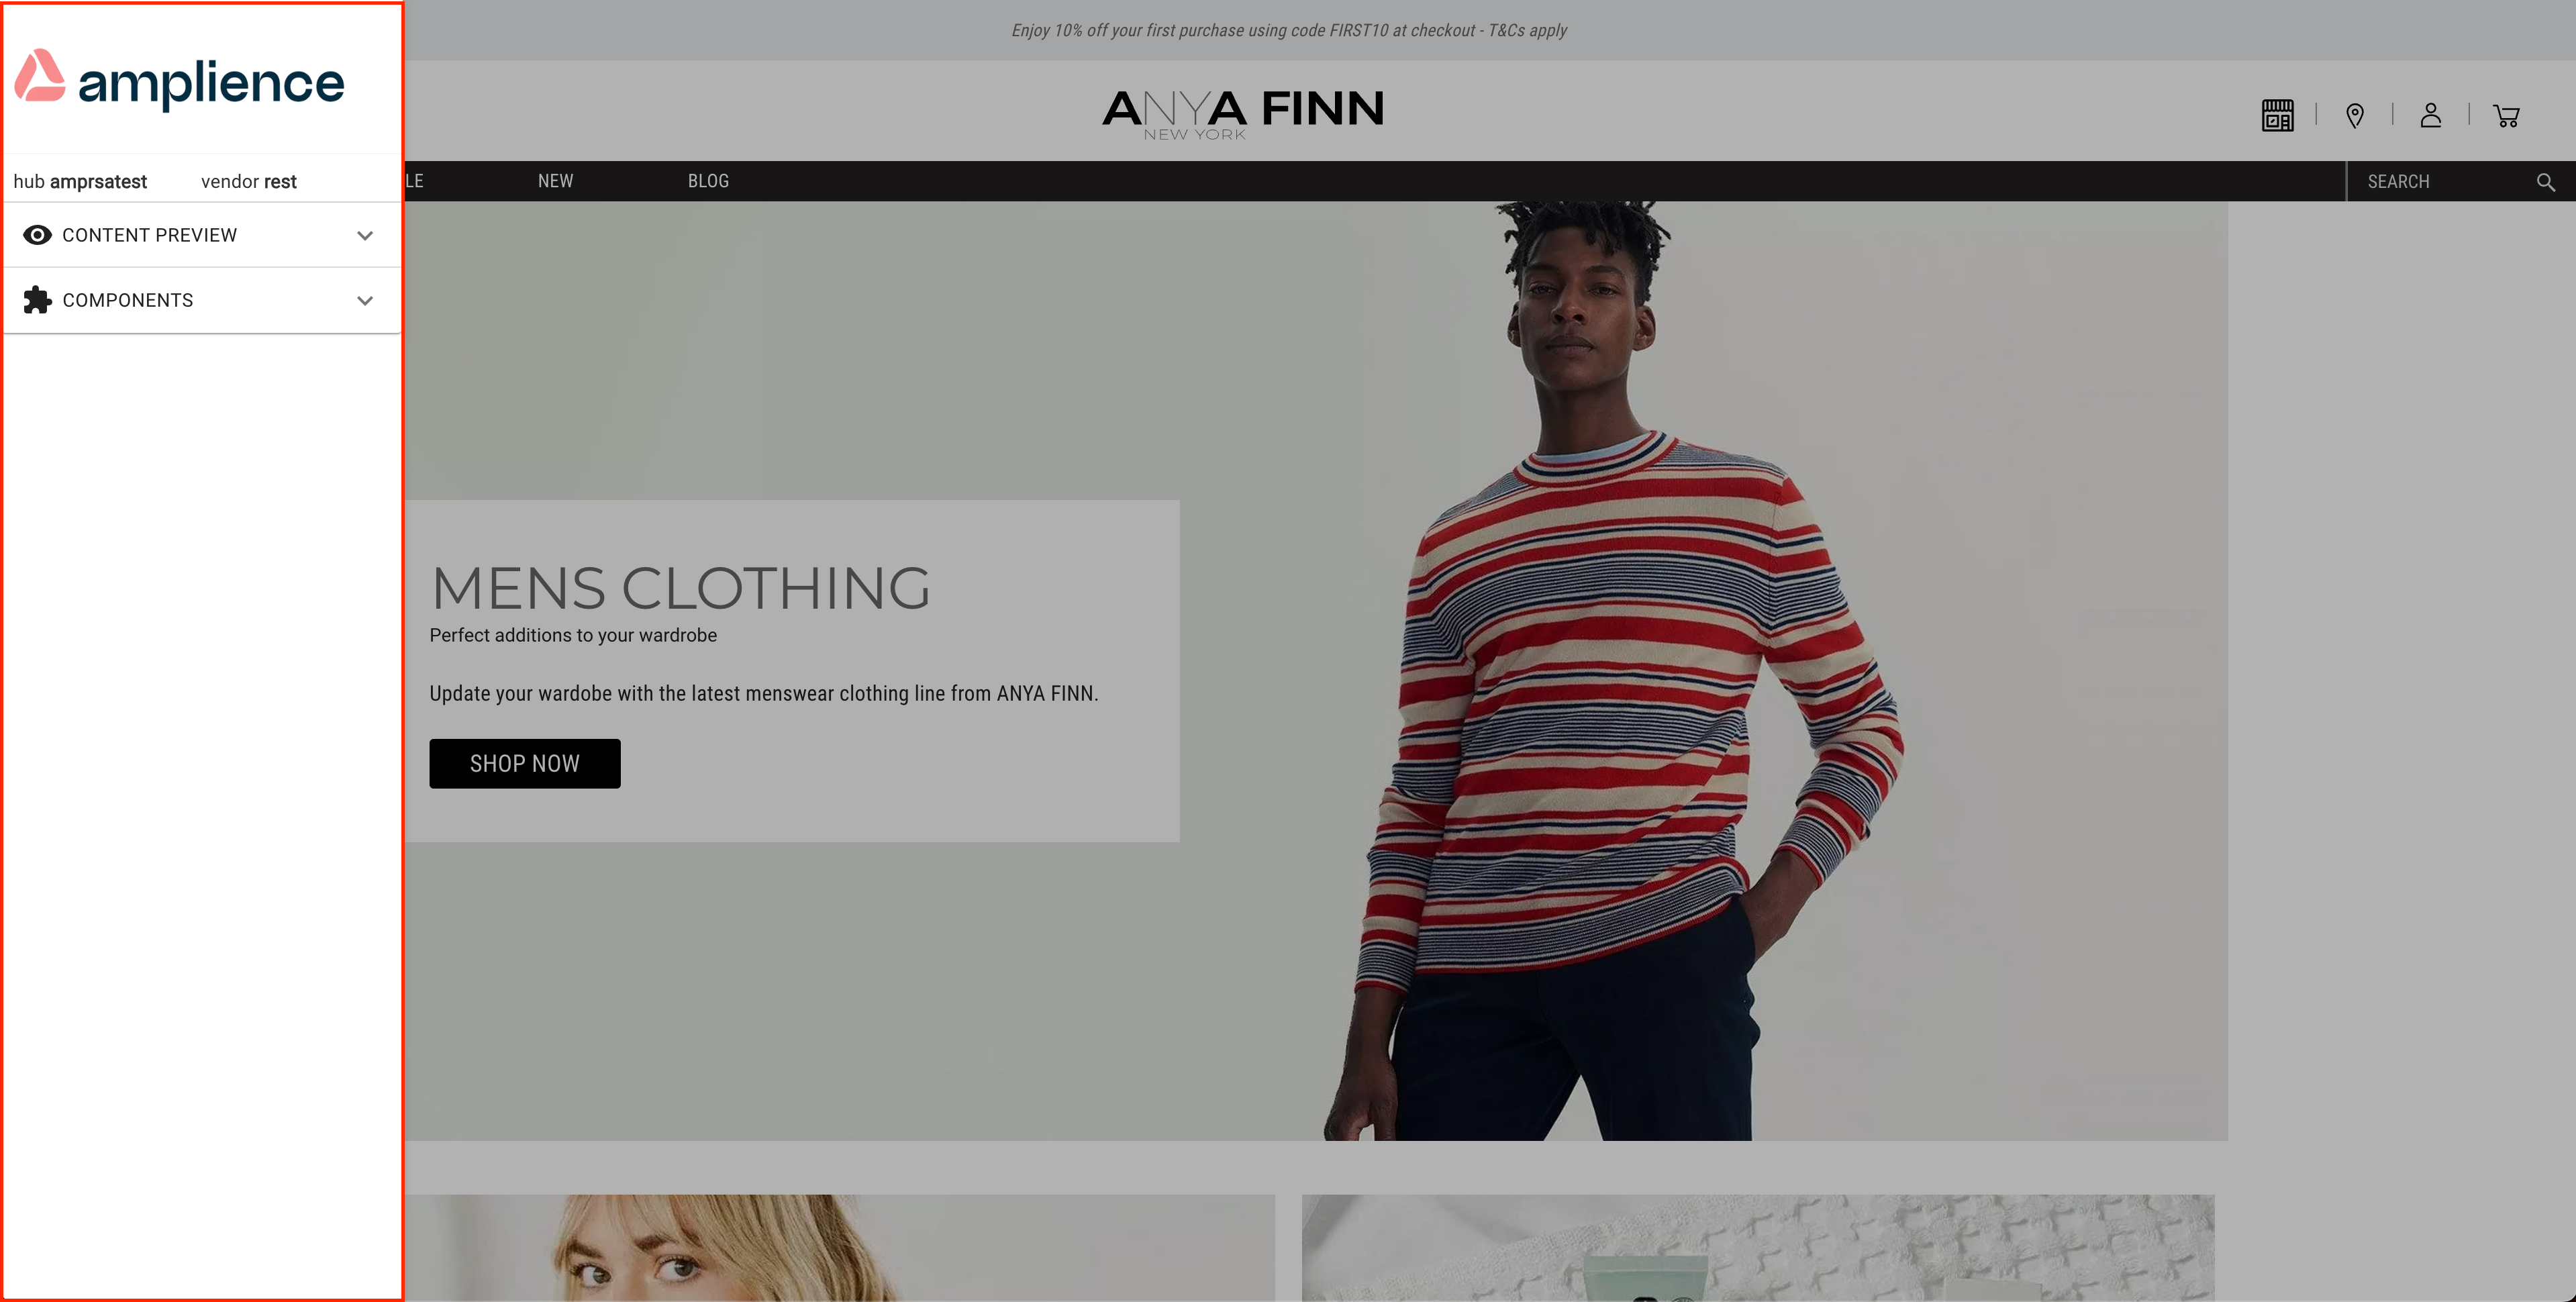 amplience
hub amprsatest vendor rest
CONTENT PREVIEW
COMPONENTS
Enjoy 10% off your first purchase using code FIRST10 at checkout - T&Cs apply
ANYA FINN
NEW YORK
LE NEW BLOG SEARCH
MENS CLOTHING
Perfect additions to your wardrobe
Update your wardobe with the latest menswear clothing line from ANYA FINN.
SHOP NOW